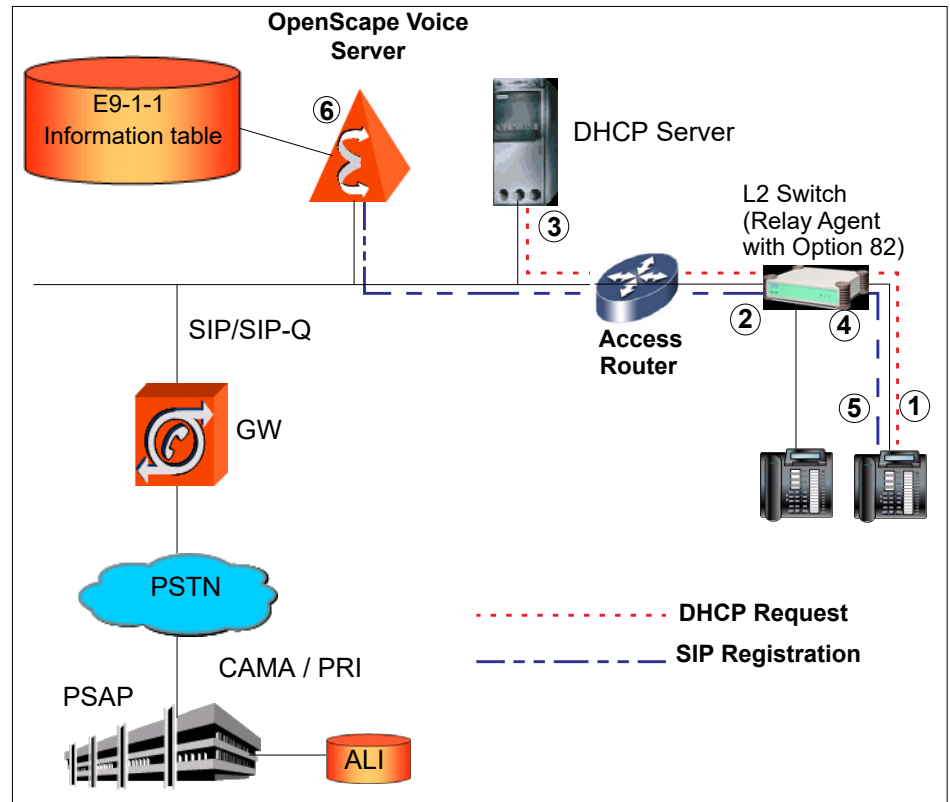 OpenScape Voice
Server
E9-1-1
Information table
6
DHCP Server
3
L2 Switch
(Relay Agent
with Option 82)
2
4
Access
Router
SIP/SIP-Q
5
1
GW
PSTN
DHCP Request
SIP Registration
CAMA / PRI
PSAP
ALI